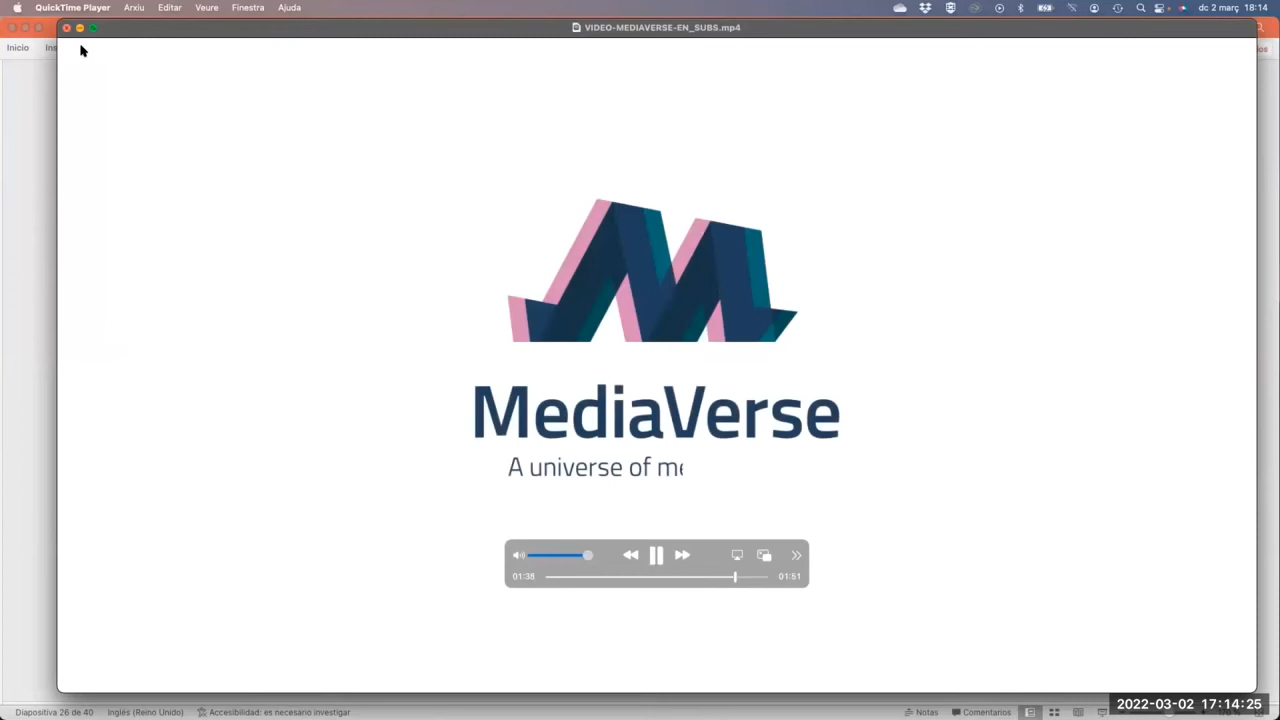 QuickTime Player Arxiu Editar Veure Finestra Ajuda
dc 2 març, 18:14
VIDEO-MEDIAVERSE-EN_SUBS.mp4
Inicio
MediaVerse
A universe of me
01:38 01:51
Diapositiva 26 de 40 Inglés (Reino Unido) Accesibilidad: es necesario investigar
Notas Comentarios
2022-03-02 17:14:25